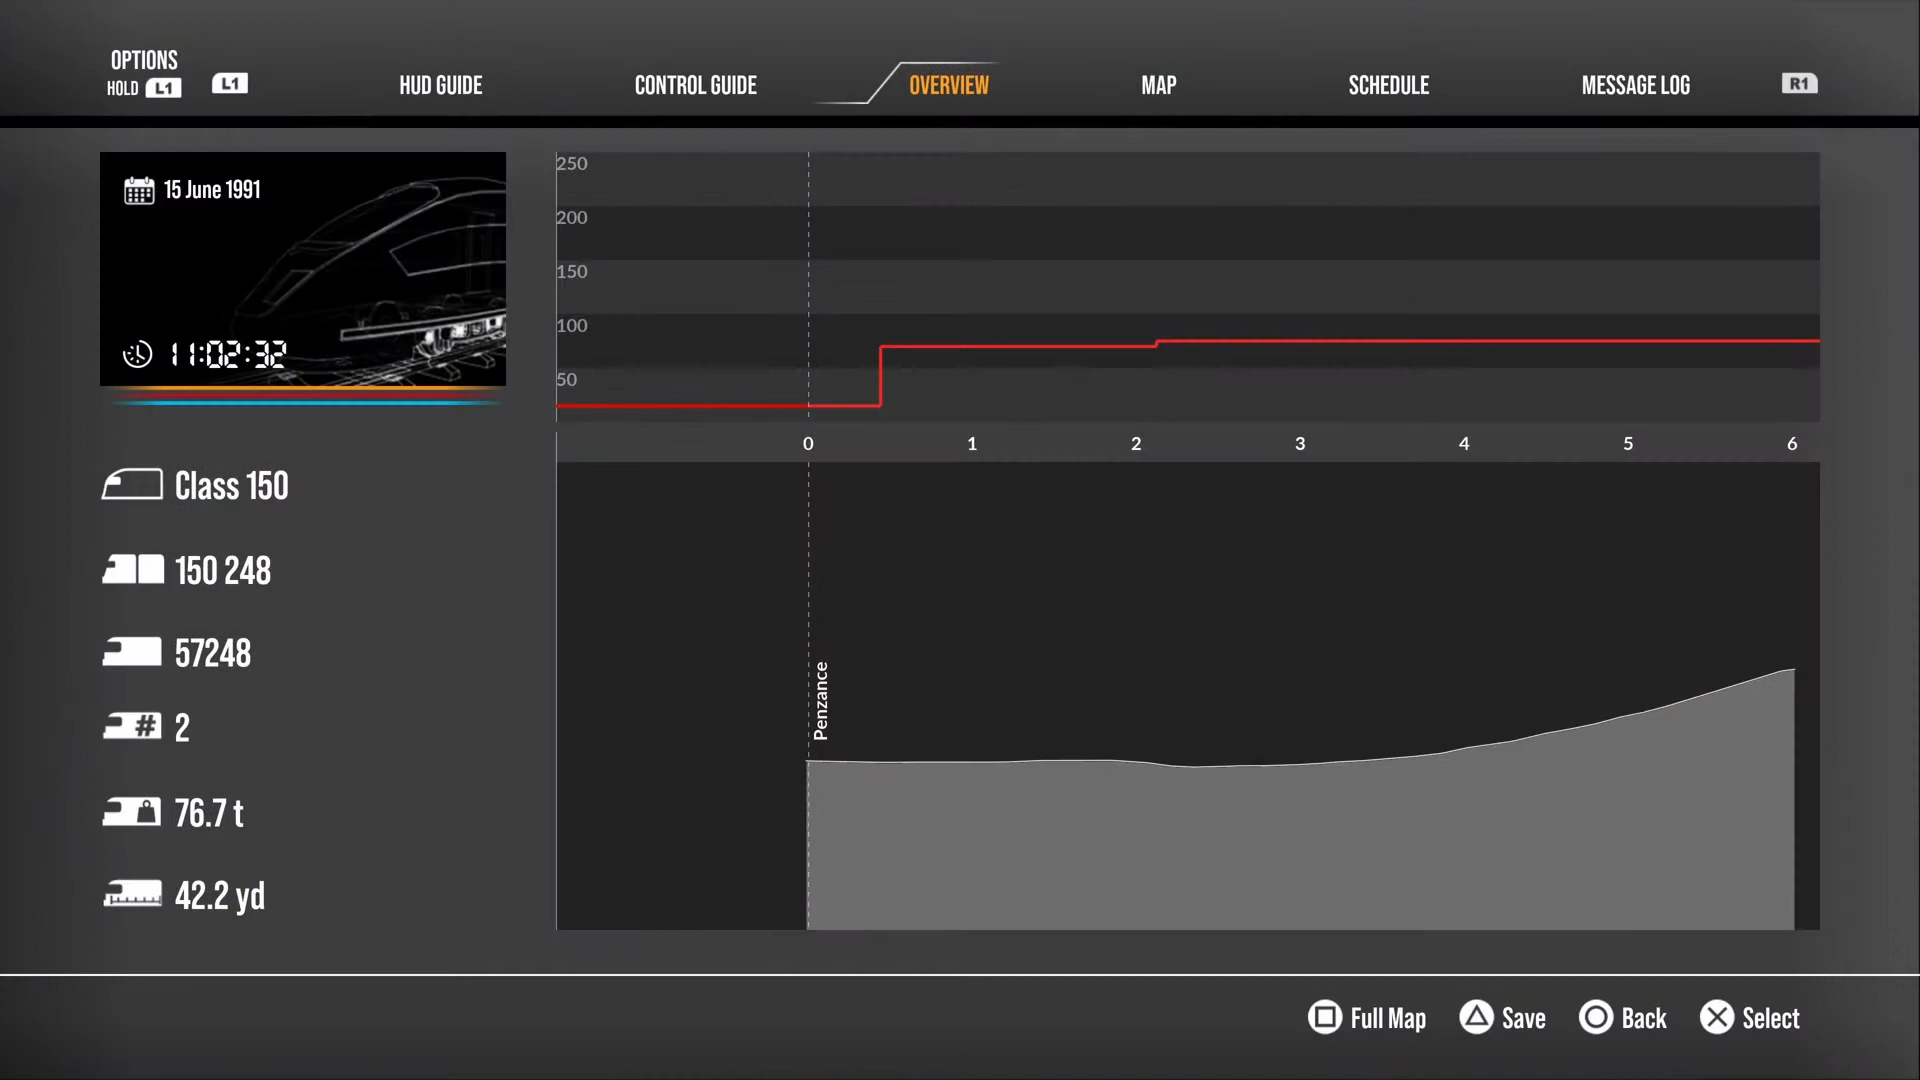 OPTIONS
HOLD L1
L1
HUD GUIDE
CONTROL GUIDE
OVERVIEW
MAP
SCHEDULE
MESSAGE LOG
R1
15 June 1991
11:02:32
Class 150
150 248
57248
#
2
76.7 t
42.2 yd
250
200
150
100
50
0 1 2 3 4 5 6
Penzance
Full Map
Save
Back
Select